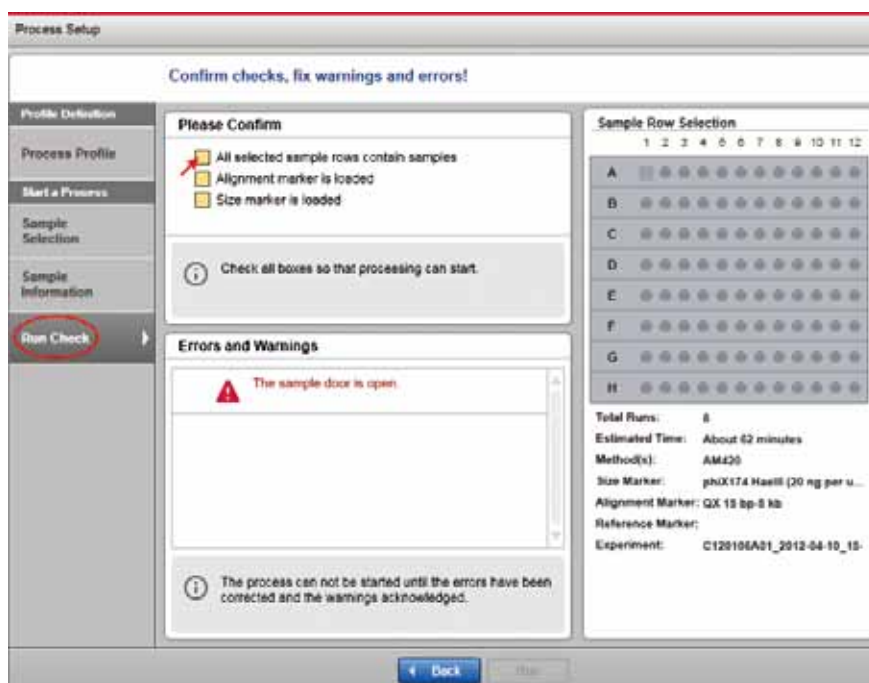 Process Setup
Confirm checks, fix warnings and errors!
Profile Definition
Process Profile
Start a Process
Sample
Selection
Sample
Information
Run Check
Please Confirm
All selected sample rows contain samples
Alignment marker is loaded
Size marker is loaded
Check all boxes so that processing can start.
Errors and Warnings
The sample door is open.
The process can not be started until the errors have been
corrected and the warnings acknowledged.
Sample Row Selection
1 2 3 4 5 6 7 8 9 10 11 12
A
B
C
D
E
F
G
H
Total Runs: 8
Estimated Time: About 62 minutes
Method(s): AM420
Size Marker: phiX174 HaeIII (20 ng per u...
Alignment Marker: QX 15 bp-5 kb
Reference Marker:
Experiment: C120106A01_2012-04-10_15-
Back
Run